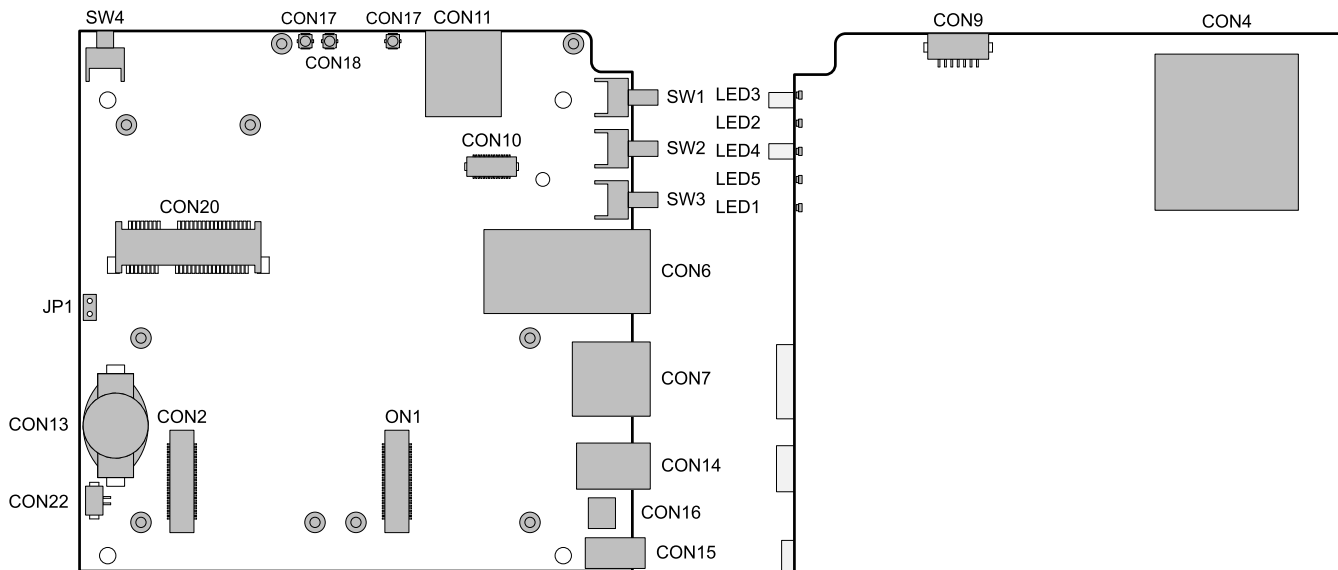 SW4
CON17
CON17
CON11
CON18
CON9
CON4
SW1
LED3
LED2
CON10
SW2
LED4
LED5
SW3
LED1
CON20
CON6
JP1
CON7
CON13
CON2
ON1
CON14
CON22
CON16
CON15